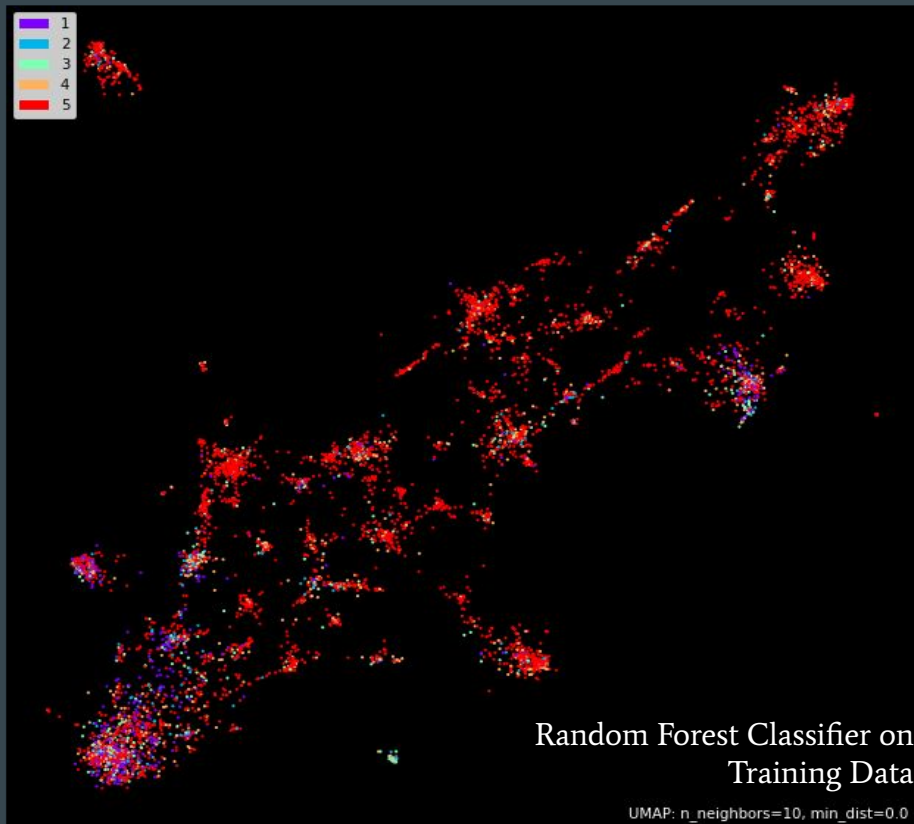 1
2
3
4
5
Random Forest Classifier on
Training Data
UMAP: n_neighbors=10, min_dist=0.0